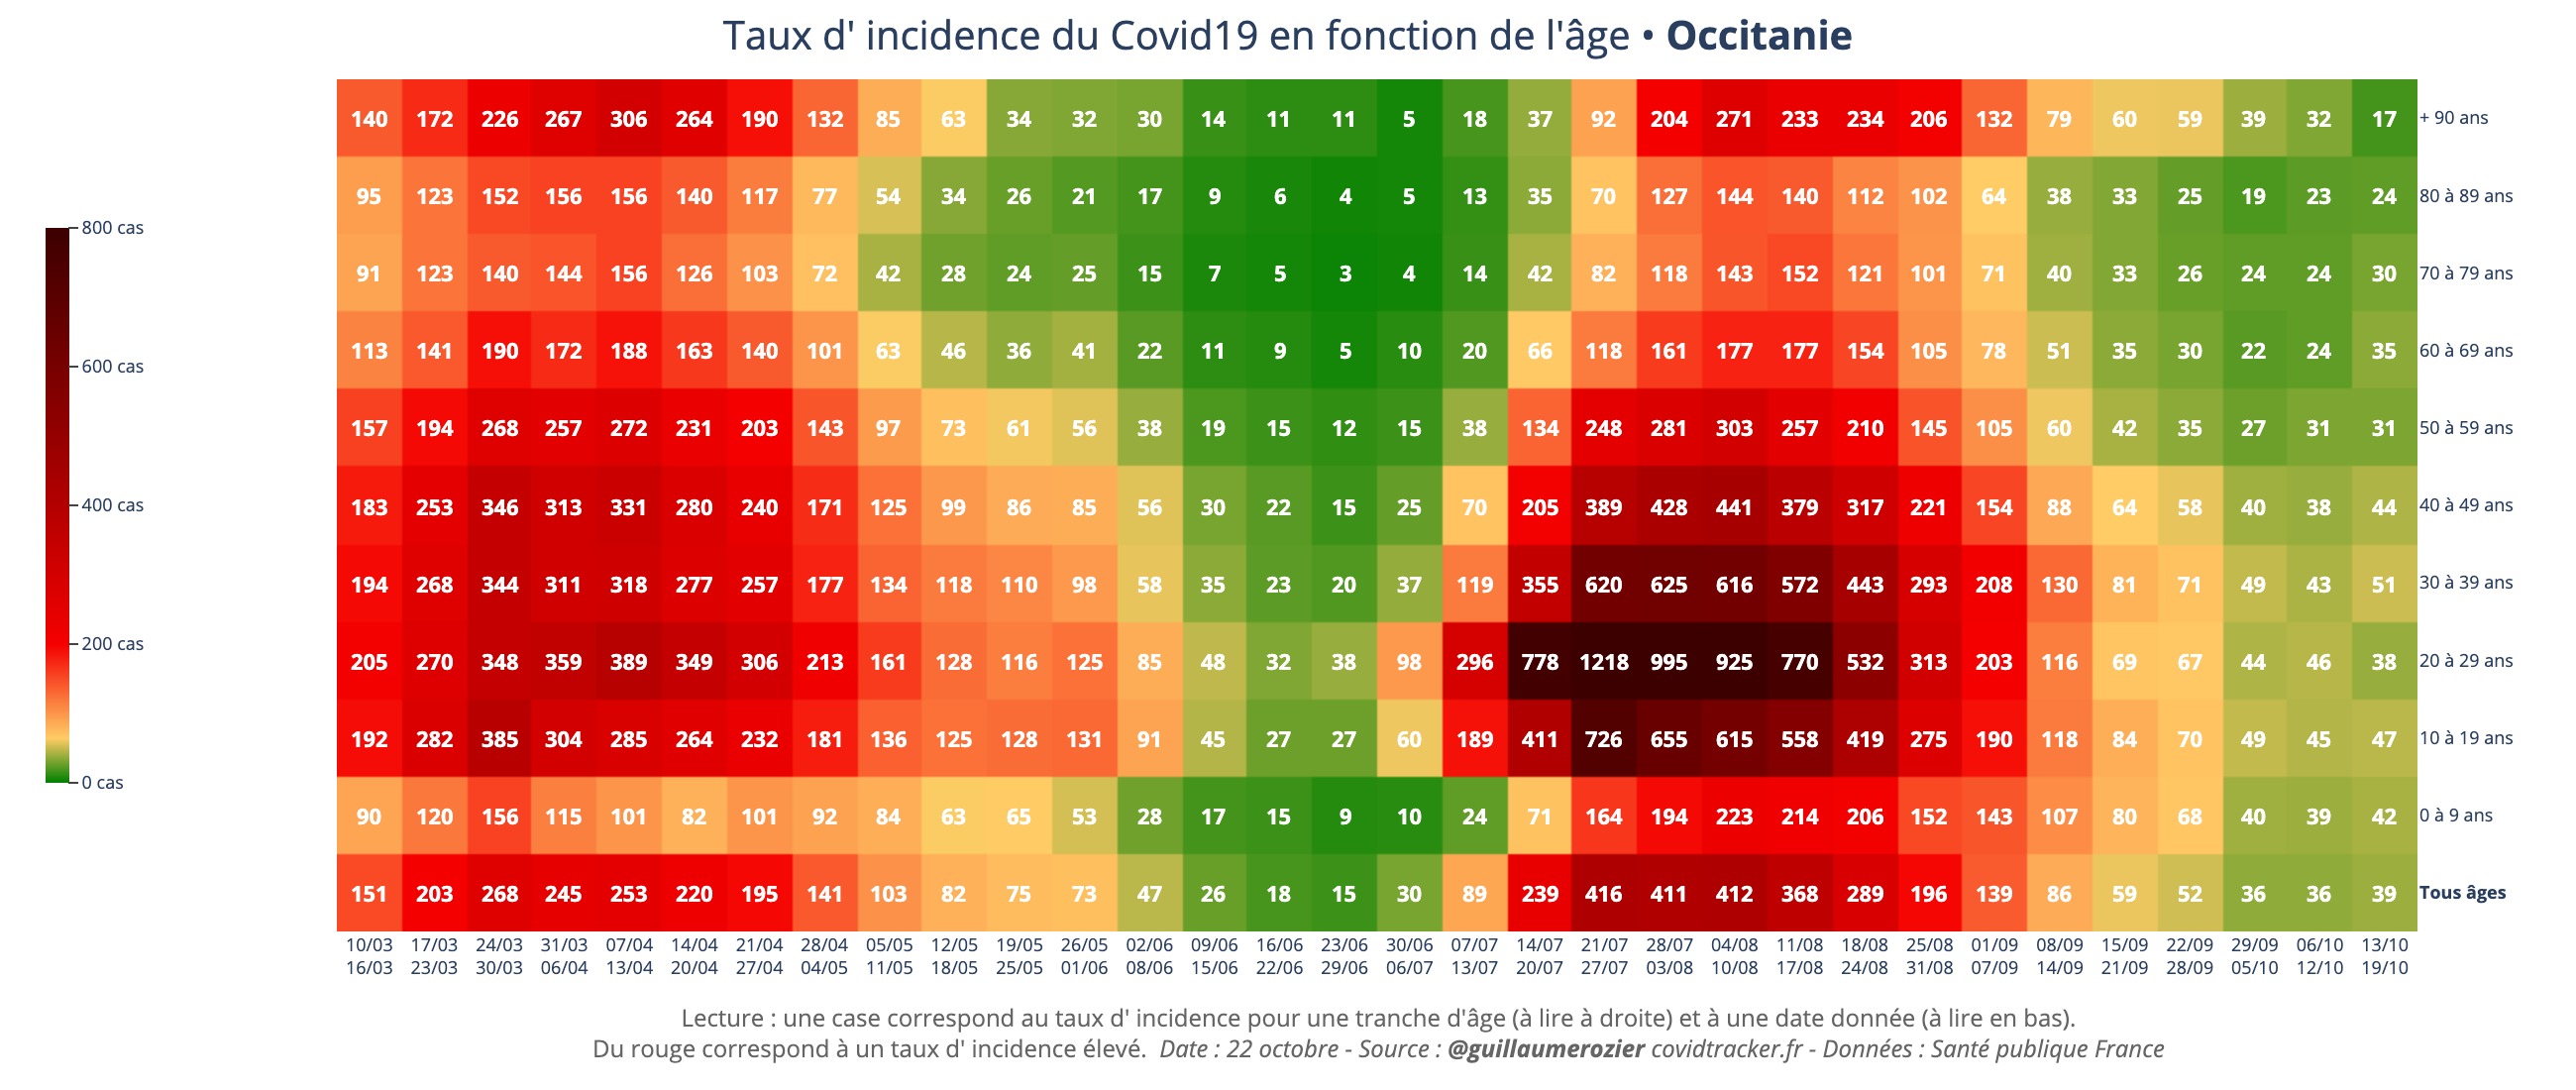 Taux d' incidence du Covid19 en fonction de l'âge • Occitanie
800 cas
600 cas
400 cas
200 cas
0 cas
140 172 226 267 306 264 190 132 85 63 34 32 30 14 11 11 5 18 37 92 204 271 233 234 206 132 79 60 59 39 32 17 + 90 ans
95 123 152 156 156 140 117 77 54 34 26 21 17 9 6 4 5 13 35 70 127 144 140 112 102 64 38 33 25 19 23 24 80 à 89 ans
91 123 140 144 156 126 103 72 42 28 24 25 15 7 5 3 4 14 42 82 118 143 152 121 101 71 40 33 26 24 24 30 70 à 79 ans
113 141 190 172 188 163 140 101 63 46 36 41 22 11 9 5 10 20 66 118 161 177 177 154 105 78 51 35 30 22 24 35 60 à 69 ans
157 194 268 257 272 231 203 143 97 73 61 56 38 19 15 12 15 38 134 248 281 303 257 210 145 105 60 42 35 27 31 31 50 à 59 ans
183 253 346 313 331 280 240 171 125 99 86 85 56 30 22 15 25 70 205 389 428 441 379 317 221 154 88 64 58 40 38 44 40 à 49 ans
194 268 344 311 318 277 257 177 134 118 110 98 58 35 23 20 37 119 355 620 625 616 572 443 293 208 130 81 71 49 43 51 30 à 39 ans
205 270 348 359 389 349 306 213 161 128 116 125 85 48 32 38 98 296 778 1218 995 925 770 532 313 203 116 69 67 44 46 38 20 à 29 ans
192 282 385 304 285 264 232 181 136 125 128 131 91 45 27 27 60 189 411 726 655 615 558 419 275 190 118 84 70 49 45 47 10 à 19 ans
90 120 156 115 101 82 101 92 84 63 65 53 28 17 15 9 10 24 71 164 194 223 214 206 152 143 107 80 68 40 39 42 0 à 9 ans
151 203 268 245 253 220 195 141 103 82 75 73 47 26 18 15 30 89 239 416 411 412 368 289 196 139 86 59 52 36 36 39 Tous âges
10/03 17/03 24/03 31/03 07/04 14/04 21/04 28/04 05/05 12/05 19/05 26/05 02/06 09/06 16/06 23/06 30/06 07/07 14/07 21/07 28/07 04/08 11/08 18/08 25/08 01/09 08/09 15/09 22/09 29/09 06/10 13/10
16/03 23/03 30/03 06/04 13/04 20/04 27/04 04/05 11/05 18/05 25/05 01/06 08/06 15/06 22/06 29/06 06/07 13/07 20/07 27/07 03/08 10/08 17/08 24/08 31/08 07/09 14/09 21/09 28/09 05/10 12/10 19/10
Lecture : une case correspond au taux d' incidence pour une tranche d'âge (à lire à droite) et à une date donnée (à lire en bas).
Du rouge correspond à un taux d' incidence élevé. Date : 22 octobre - Source : @guillaumerozier covidtracker.fr - Données : Santé publique France